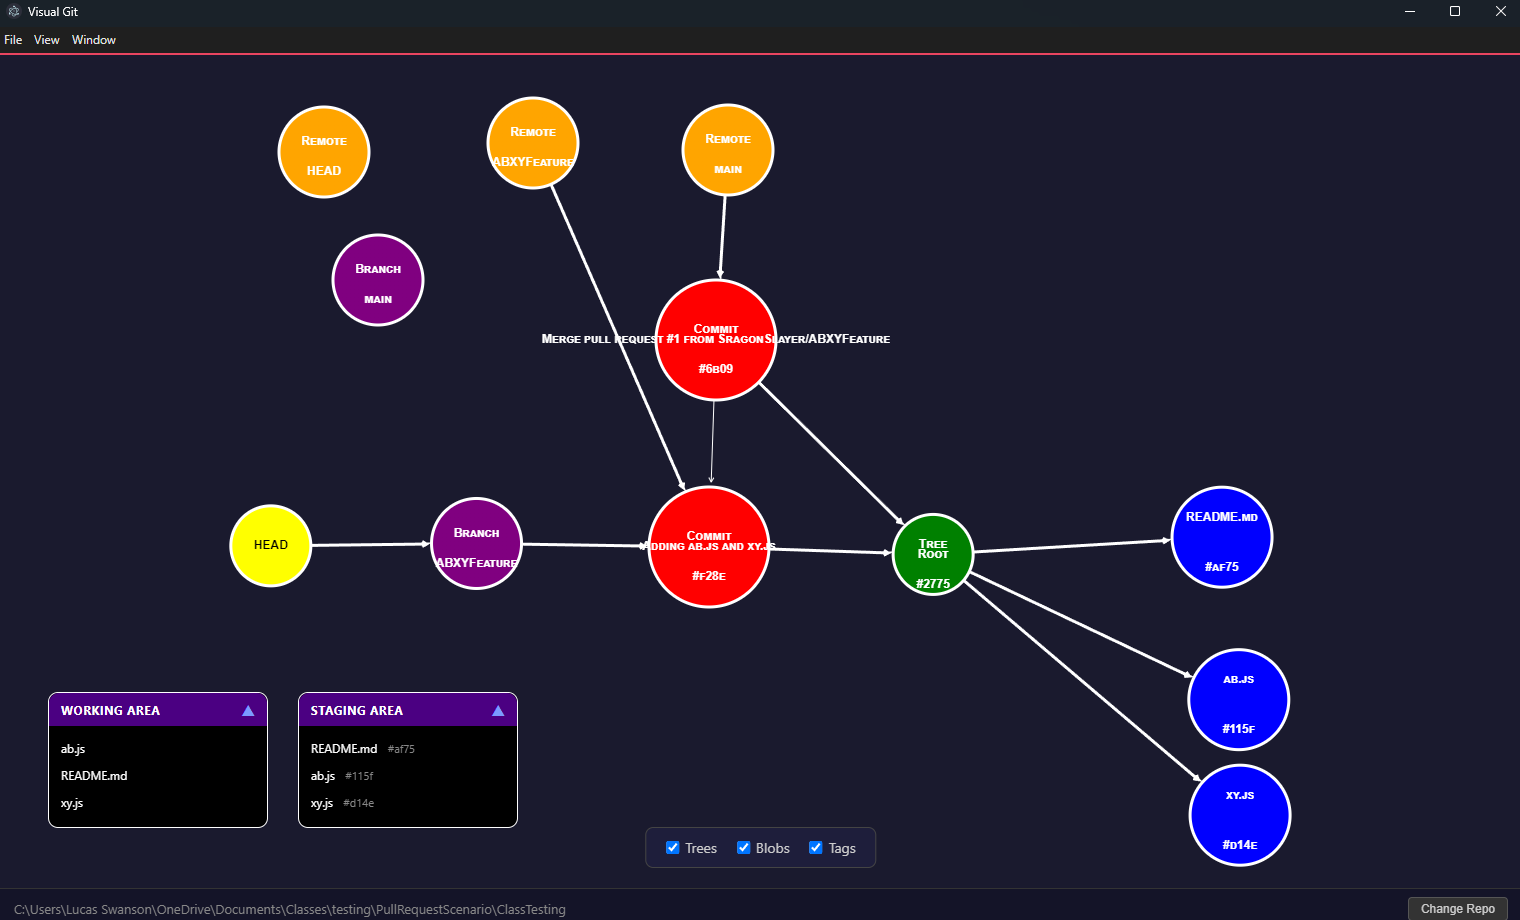 Visual Git
File View Window
Remote
HEAD
Remote
ABXYFeature
Remote
main
Branch
main
Commit
Merge pull request #1 from SragonSlayer/ABXYFeature
#6b09
HEAD
Branch
ABXYFeature
Commit
Adding ab.js and xy.js
#f28e
Tree
Root
#2775
README.md
#af75
ab.js
#115f
xy.js
#d14e
WORKING AREA
ab.js
README.md
xy.js
STAGING AREA
README.md #af75
ab.js #115f
xy.js #d14e
Trees Blobs Tags
C:\Users\Lucas Swanson\OneDrive\Documents\Classes\testing\PullRequestScenario\ClassTesting
Change Repo